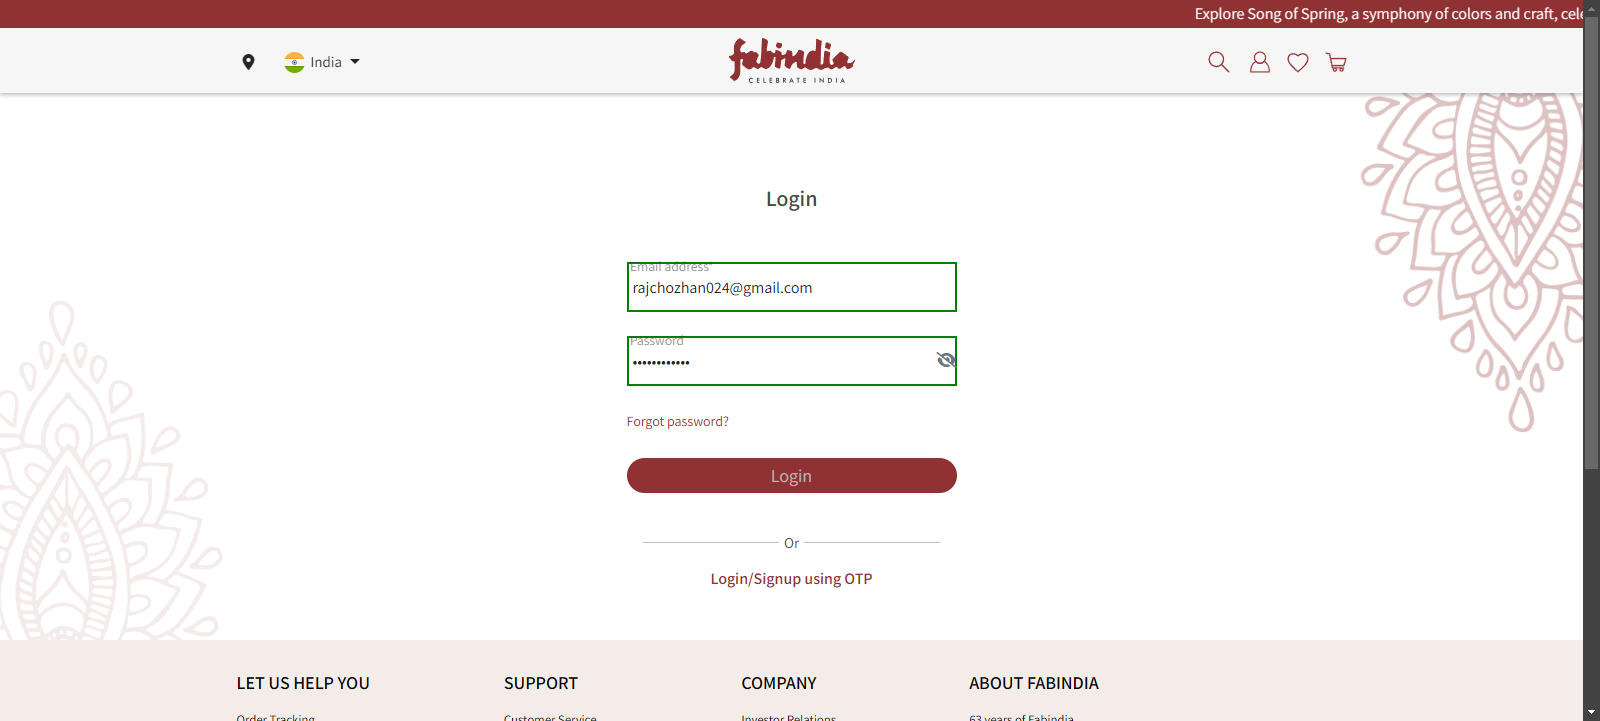 Explore Song of Spring, a symphony of colors and craft, cele
India
fabindia
CELEBRATE INDIA
Login
Email address*
rajchozhan024@gmail.com
Password
••••••••••••
Forgot password?
Login
Or
Login/Signup using OTP
LET US HELP YOU
SUPPORT
COMPANY
ABOUT FABINDIA
Order Tracking
Customer Service
Investor Relations
63 years of Fabindia